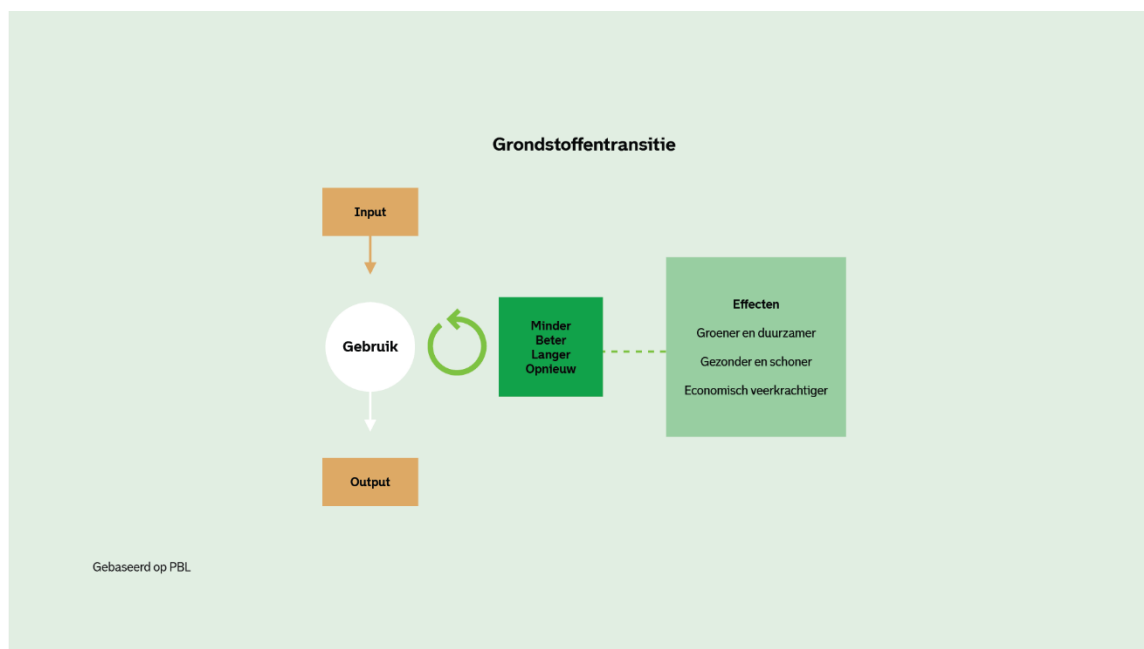 Grondstoffentransitie
Input
Gebruik
Output
Minder
Beter
Langer
Opnieuw
Effecten
Groener en duurzamer
Gezonder en schoner
Economisch veerkrachtiger
Gebaseerd op PBL